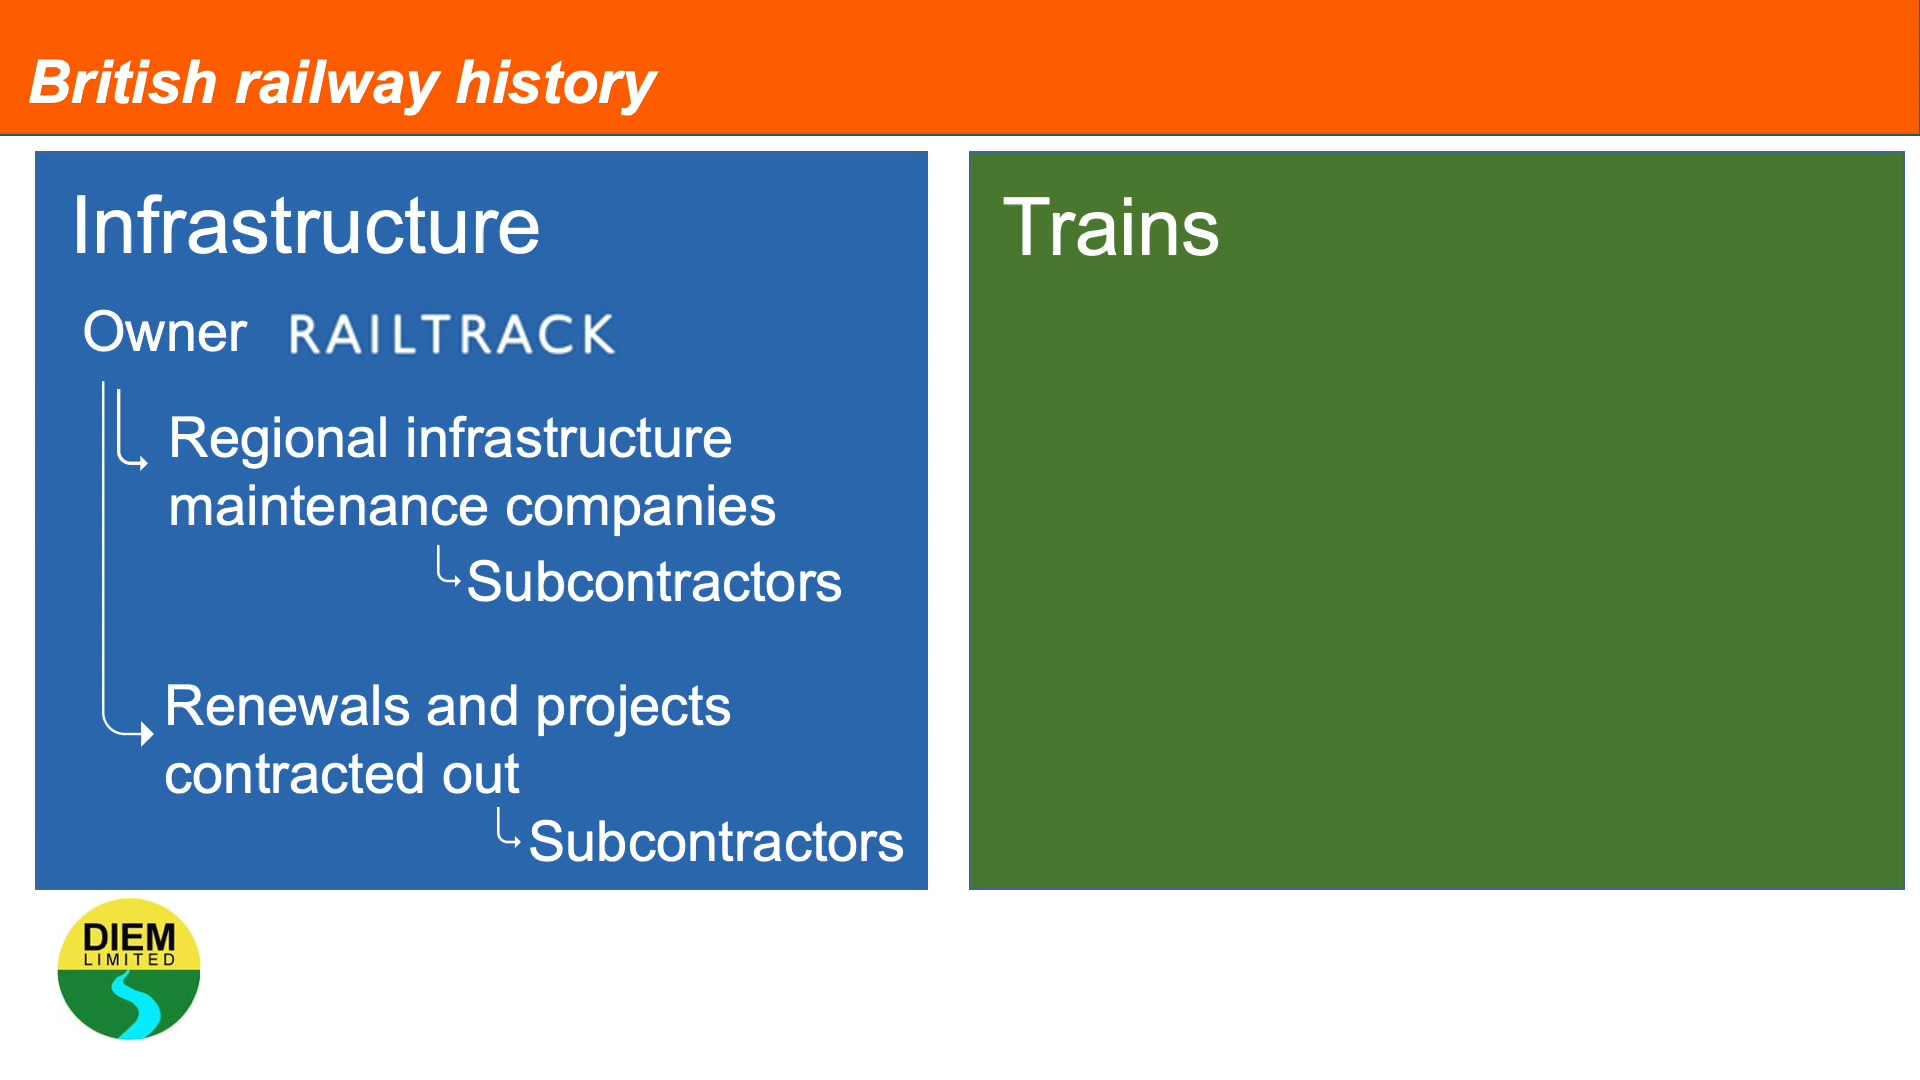 British railway history
Infrastructure
Owner RAILTRACK
Regional infrastructure
maintenance companies
Subcontractors
Renewals and projects
contracted out
Subcontractors
Trains
DIEM
LIMITED